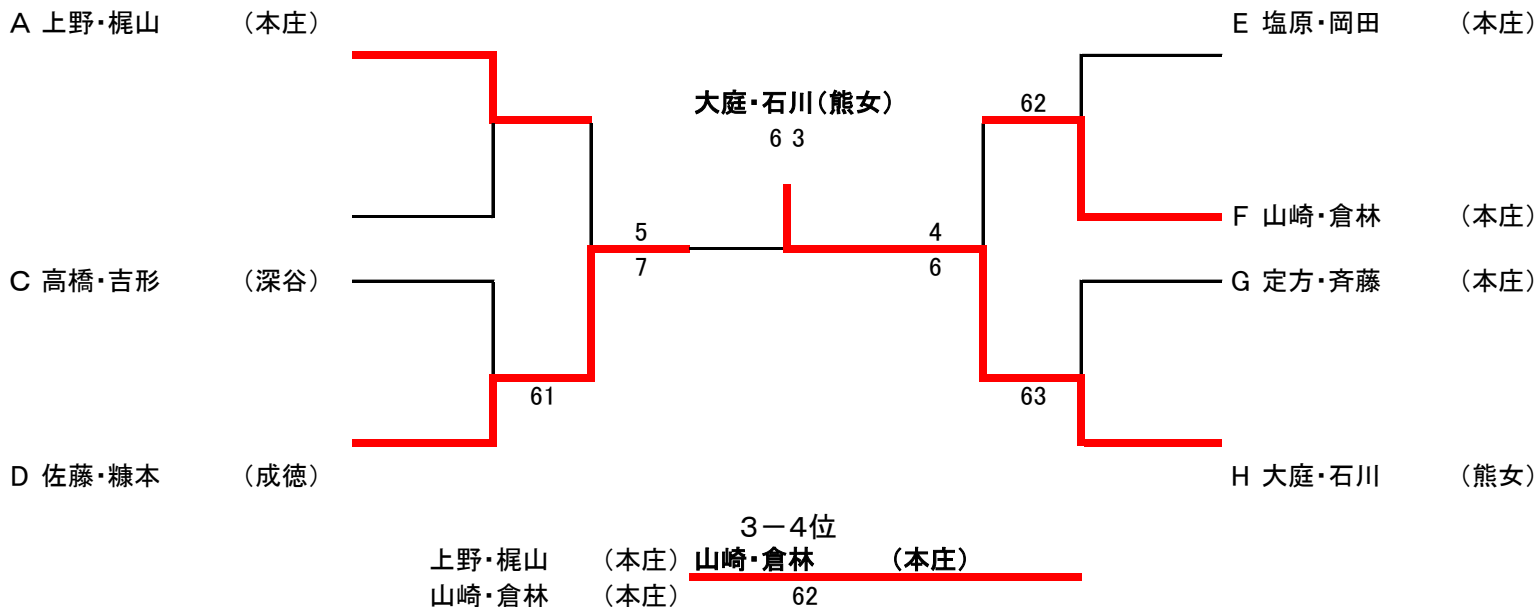 A 上野・梶山 （本庄）
E 塩原・岡田 （本庄）
大庭・石川（熊女）
6 3
62
F 山崎・倉林 （本庄）
5
7
4
6
C 高橋・吉形 （深谷）
G 定方・斉藤 （本庄）
61
63
D 佐藤・糠本 （成徳）
H 大庭・石川 （熊女）
３－４位
上野・梶山 （本庄） 山崎・倉林 （本庄）
山崎・倉林 （本庄） 62